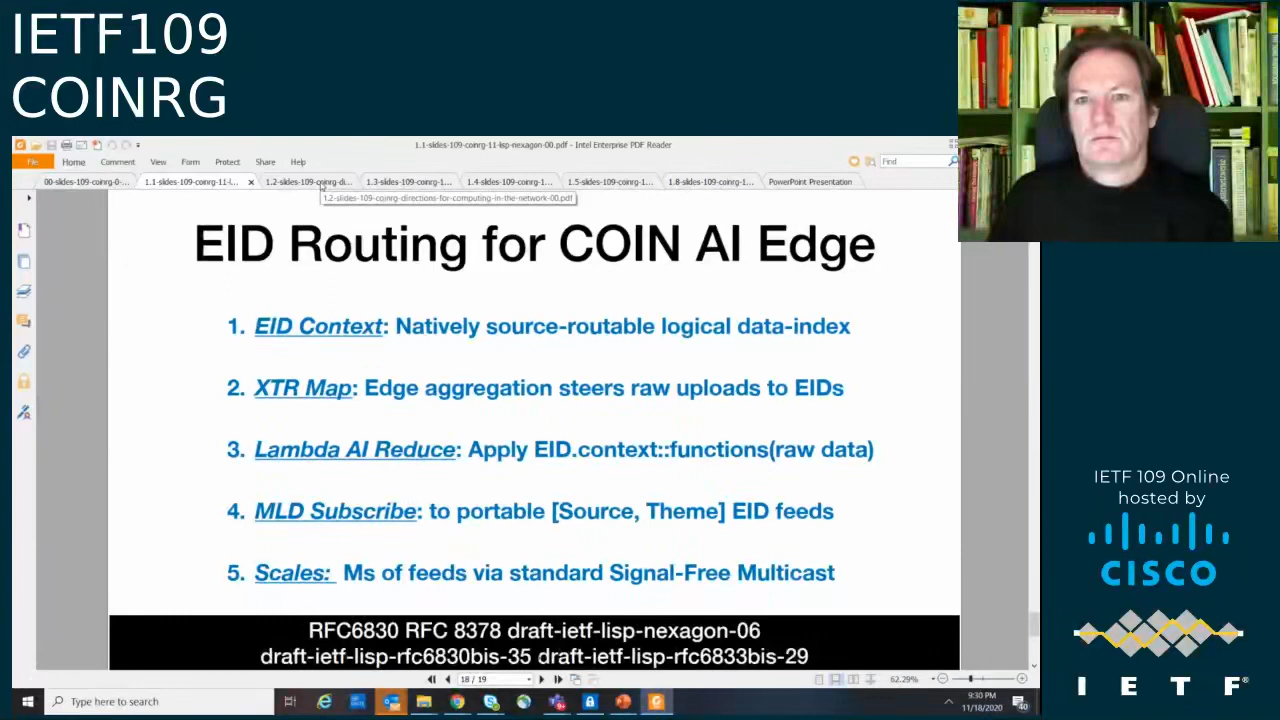 IETF109
COINRG
1.1-slides-109-coinrg-11-lisp-nexagon-00.pdf - Intel Enterprise PDF Reader
File Home Comment View Form Protect Share Help
Find
00-slides-109-coinrg-0-... 1.1-slides-109-coinrg-11-l... × 1.2-slides-109-coinrg-di... 1.3-slides-109-coinrg-1... 1.4-slides-109-coinrg-1... 1.5-slides-109-coinrg-1... 1.8-slides-109-coinrg-1... PowerPoint Presentation
1.2-slides-109-coinrg-directions-for-computing-in-the-network-00.pdf
EID Routing for COIN AI Edge
1. EID Context: Natively source-routable logical data-index
2. XTR Map: Edge aggregation steers raw uploads to EIDs
3. Lambda AI Reduce: Apply EID.context::functions(raw data)
4. MLD Subscribe: to portable [Source, Theme] EID feeds
5. Scales: Ms of feeds via standard Signal-Free Multicast
RFC6830 RFC 8378 draft-ietf-lisp-nexagon-06
draft-ietf-lisp-rfc6830bis-35 draft-ietf-lisp-rfc6833bis-29
18 / 19
62.29%
Type here to search
9:30 PM
11/18/2020
40
IETF 109 Online
hosted by
CISCO
IETF®